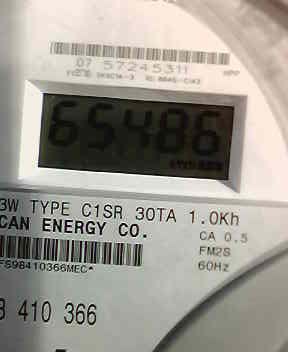 07 57245311
65486
3W TYPE C1SR 30TA 1.0Kh
CAN ENERGY CO.
CA 0.5
FM2S
60Hz
FS98410366MEC*
410 366